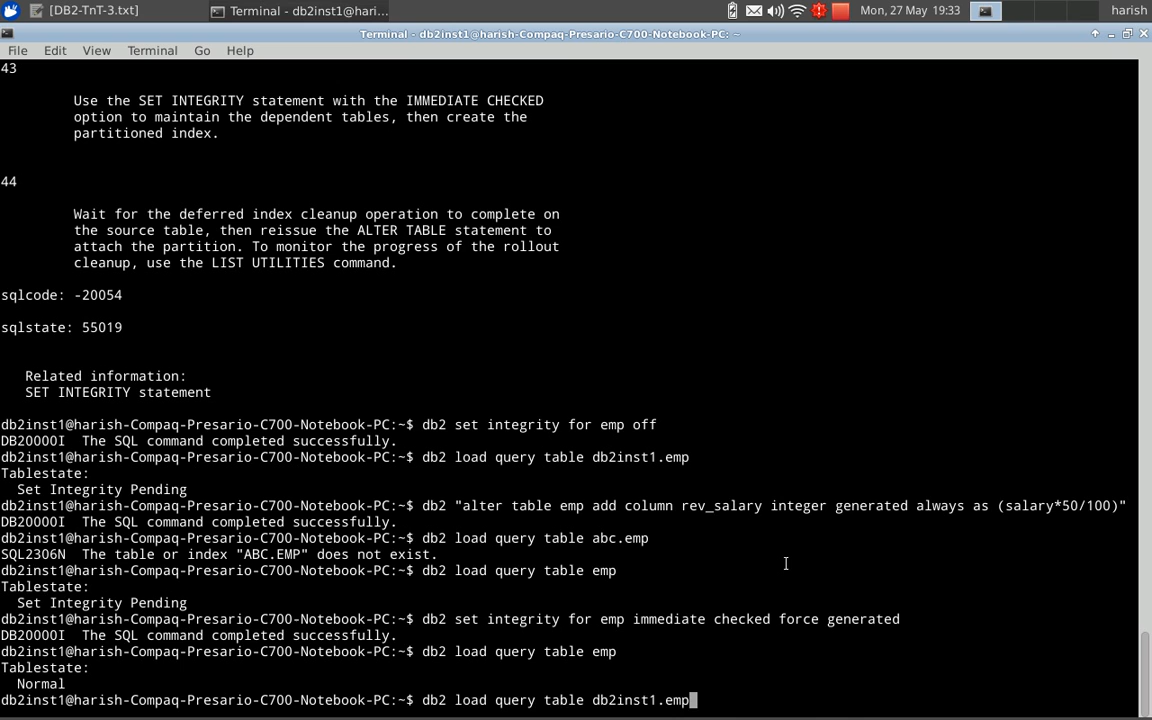 [DB2-TnT-3.txt]
Terminal - db2inst1@hari...
Mon, 27 May 19:33
harish
Terminal - db2inst1@harish-Compaq-Presario-C700-Notebook-PC: ~
File Edit View Terminal Go Help
43
Use the SET INTEGRITY statement with the IMMEDIATE CHECKED
option to maintain the dependent tables, then create the
partitioned index.
44
Wait for the deferred index cleanup operation to complete on
the source table, then reissue the ALTER TABLE statement to
attach the partition. To monitor the progress of the rollout
cleanup, use the LIST UTILITIES command.
sqlcode: -20054
sqlstate: 55019
Related information:
SET INTEGRITY statement
db2inst1@harish-Compaq-Presario-C700-Notebook-PC:~$ db2 set integrity for emp off
DB20000I  The SQL command completed successfully.
db2inst1@harish-Compaq-Presario-C700-Notebook-PC:~$ db2 load query table db2inst1.emp
Tablestate:
Set Integrity Pending
db2inst1@harish-Compaq-Presario-C700-Notebook-PC:~$ db2 "alter table emp add column rev_salary integer generated always as (salary*50/100)"
DB20000I  The SQL command completed successfully.
db2inst1@harish-Compaq-Presario-C700-Notebook-PC:~$ db2 load query table abc.emp
SQL2306N  The table or index "ABC.EMP" does not exist.
db2inst1@harish-Compaq-Presario-C700-Notebook-PC:~$ db2 load query table emp
Tablestate:
Set Integrity Pending
db2inst1@harish-Compaq-Presario-C700-Notebook-PC:~$ db2 set integrity for emp immediate checked force generated
DB20000I  The SQL command completed successfully.
db2inst1@harish-Compaq-Presario-C700-Notebook-PC:~$ db2 load query table emp
Tablestate:
Normal
db2inst1@harish-Compaq-Presario-C700-Notebook-PC:~$ db2 load query table db2inst1.emp